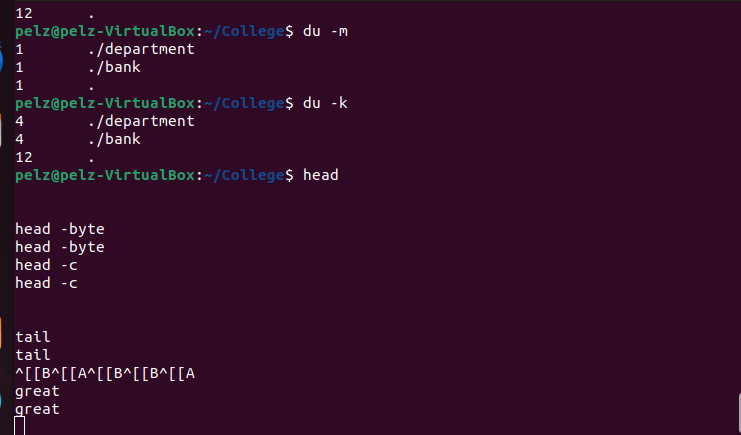 12      .
pelz@pelz-VirtualBox:~/College$ du -m
1       ./department
1       ./bank
1       .
pelz@pelz-VirtualBox:~/College$ du -k
4       ./department
4       ./bank
12      .
pelz@pelz-VirtualBox:~/College$ head
head -byte
head -byte
head -c
head -c
tail
tail
^[[B^[[A^[[B^[[B^[[A
great
great